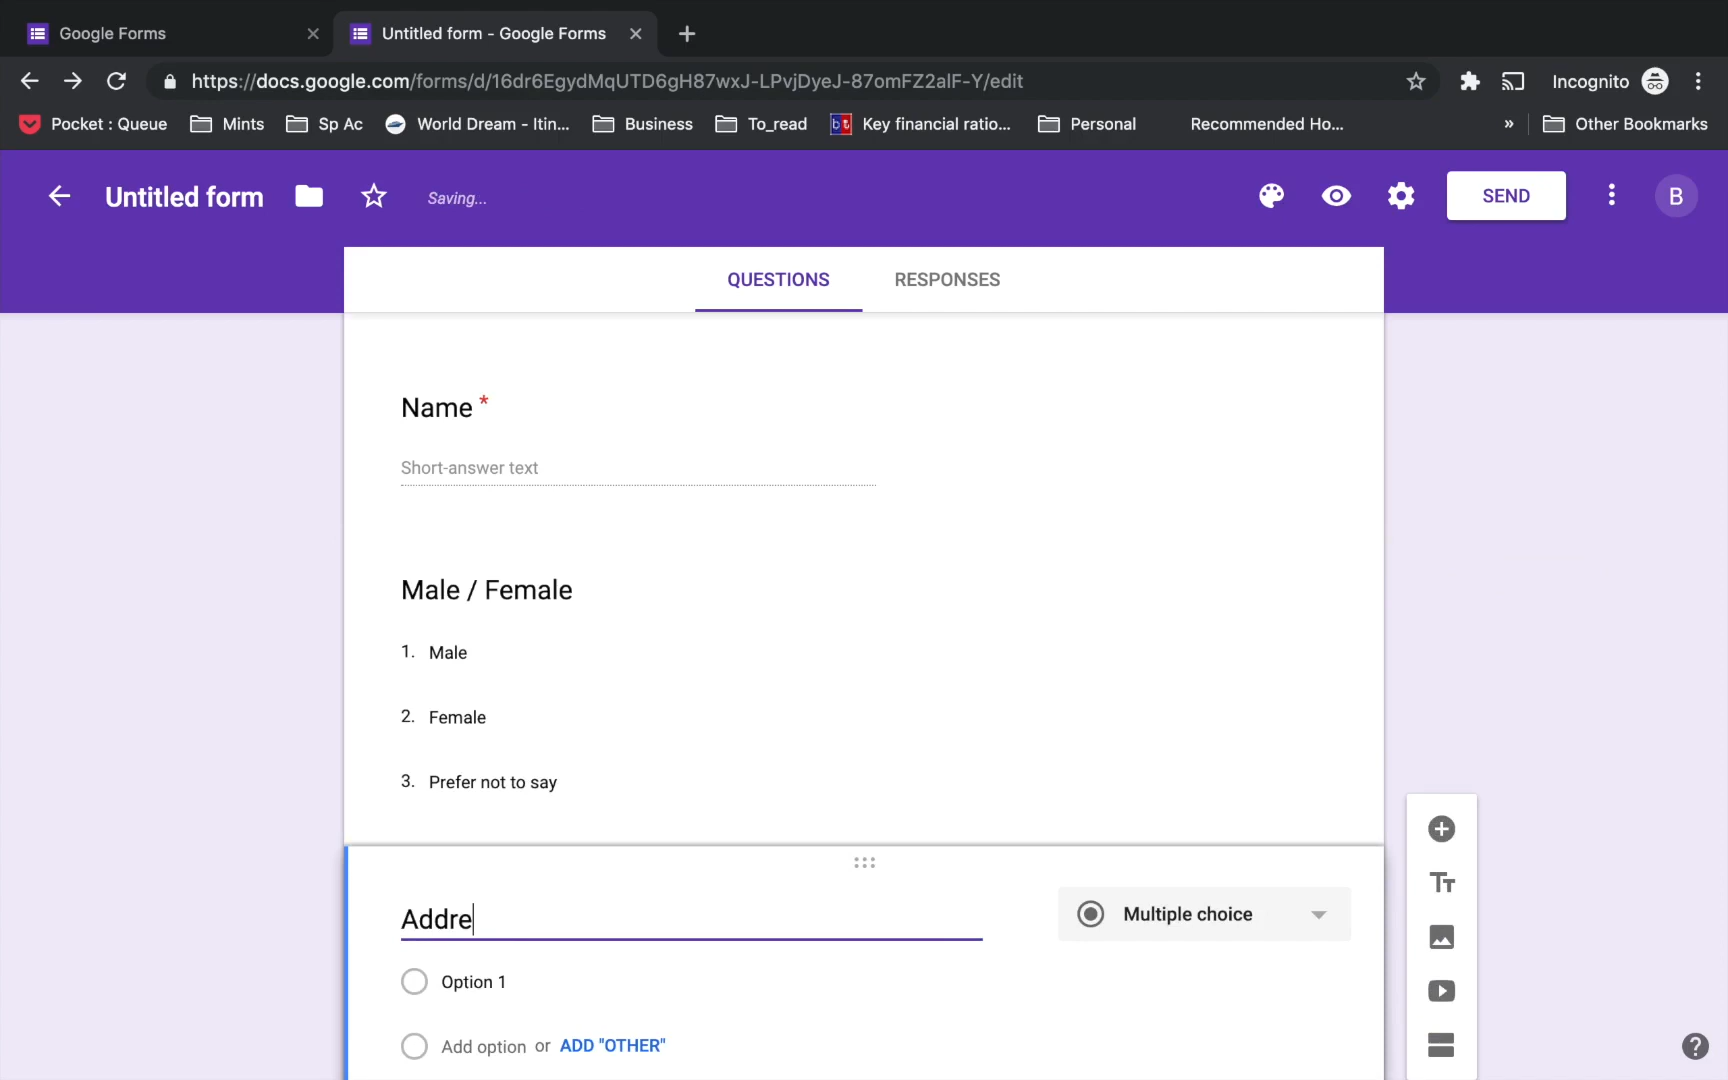 Google Forms
Untitled form - Google Forms
https://docs.google.com/forms/d/16dr6EgydMqUTD6gH87wxJ-LPvjDyeJ-87omFZ2alF-Y/edit
Incognito
Pocket : Queue
Mints
Sp Ac
World Dream - Itin...
Business
To_read
Key financial ratio...
Personal
Recommended Ho...
»
Other Bookmarks
Untitled form
Saving...
SEND
B
QUESTIONS
RESPONSES
Name *
Short-answer text
Male / Female
1. Male
2. Female
3. Prefer not to say
Addre
Multiple choice
Option 1
Add option or ADD "OTHER"